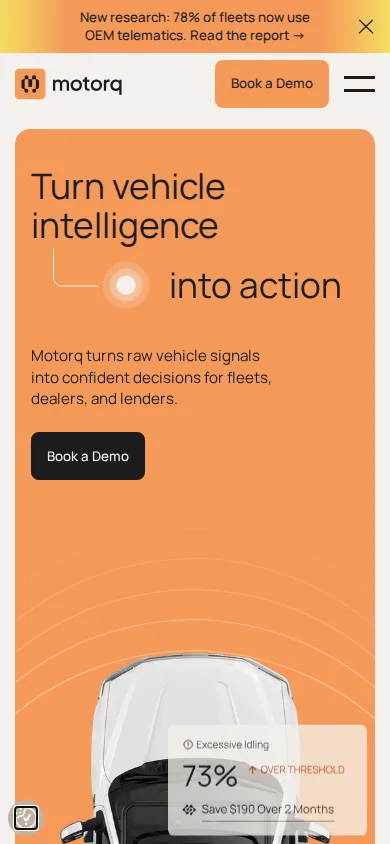 New research: 78% of fleets now use
OEM telematics. Read the report →
motorq
Book a Demo
Turn vehicle
intelligence
into action
Motorq turns raw vehicle signals
into confident decisions for fleets,
dealers, and lenders.
Book a Demo
Excessive Idling
73% ↑ OVER THRESHOLD
Save $190 Over 2 Months